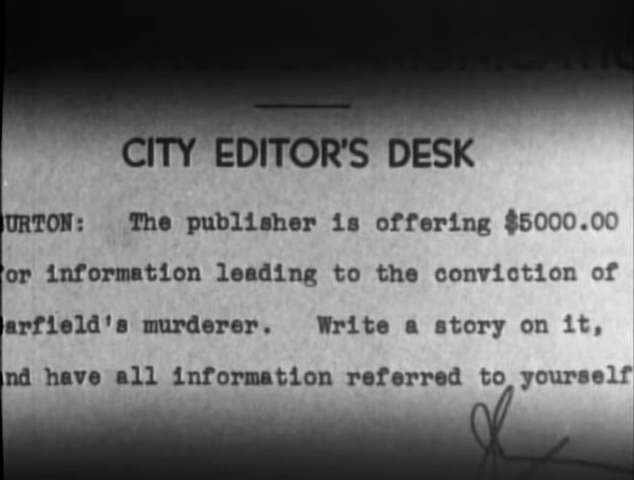 CITY EDITOR'S DESK
URTON: The publisher is offering $5000.00
or information leading to the conviction of
arfield's murderer. Write a story on it,
nd have all information referred to yourself